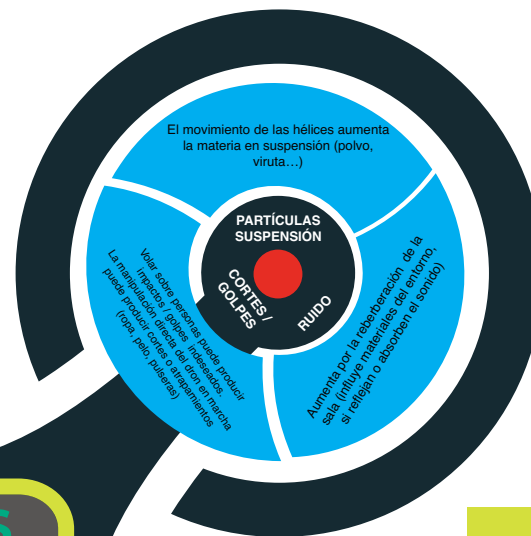 El movimiento de las hélices aumenta
la materia en suspensión (polvo,
viruta…)
PARTÍCULAS
SUSPENSIÓN
CORTES /
GOLPES
RUIDO
Volar sobre personas puede producir
impactos / golpes indeseados.
La manipulación directa del dron en marcha
puede producir cortes o atrapamientos
(ropa, pelo, pulseras)
Aumenta por la reberberación de la
sala (influye materiales del entorno,
si reflejan o absorben el sonido)
S